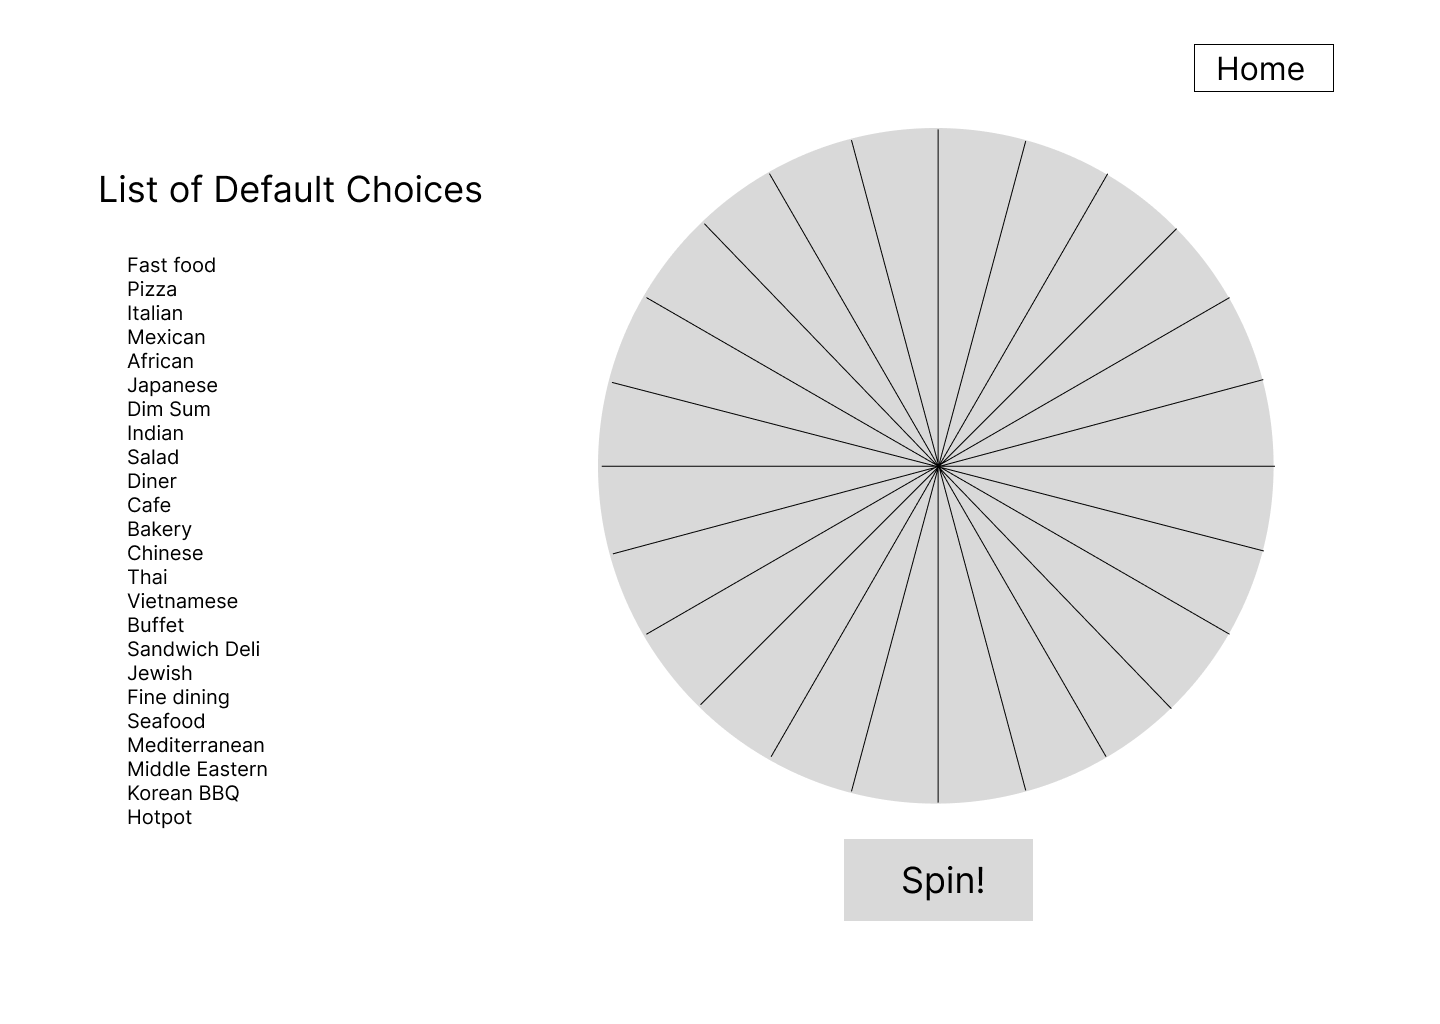 Home
List of Default Choices
Fast food
Pizza
Italian
Mexican
African
Japanese
Dim Sum
Indian
Salad
Diner
Cafe
Bakery
Chinese
Thai
Vietnamese
Buffet
Sandwich Deli
Jewish
Fine dining
Seafood
Mediterranean
Middle Eastern
Korean BBQ
Hotpot
Spin!